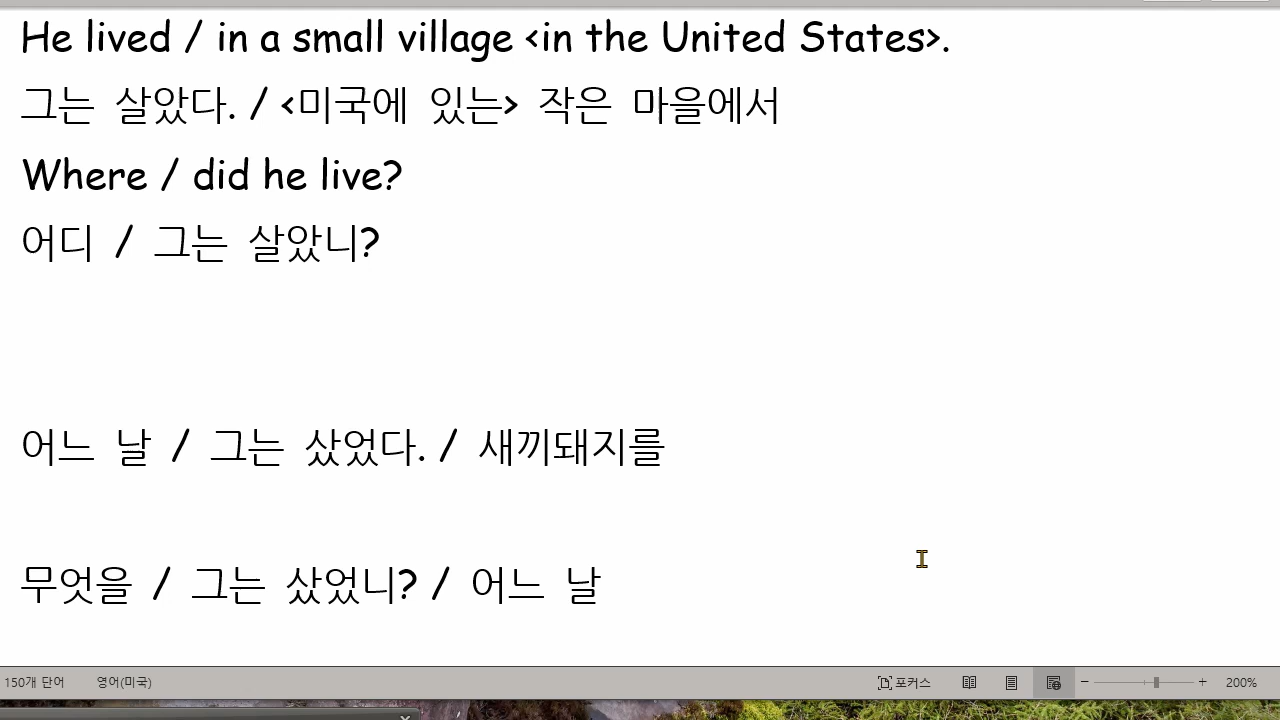 He lived / in a small village <in the United States>.
그는 살았다. / <미국에 있는> 작은 마을에서
Where / did he live?
어디 / 그는 살았니?
어느 날 / 그는 샀었다. / 새끼돼지를
무엇을 / 그는 샀었니? / 어느 날
150개 단어 영어(미국) 포커스 200%